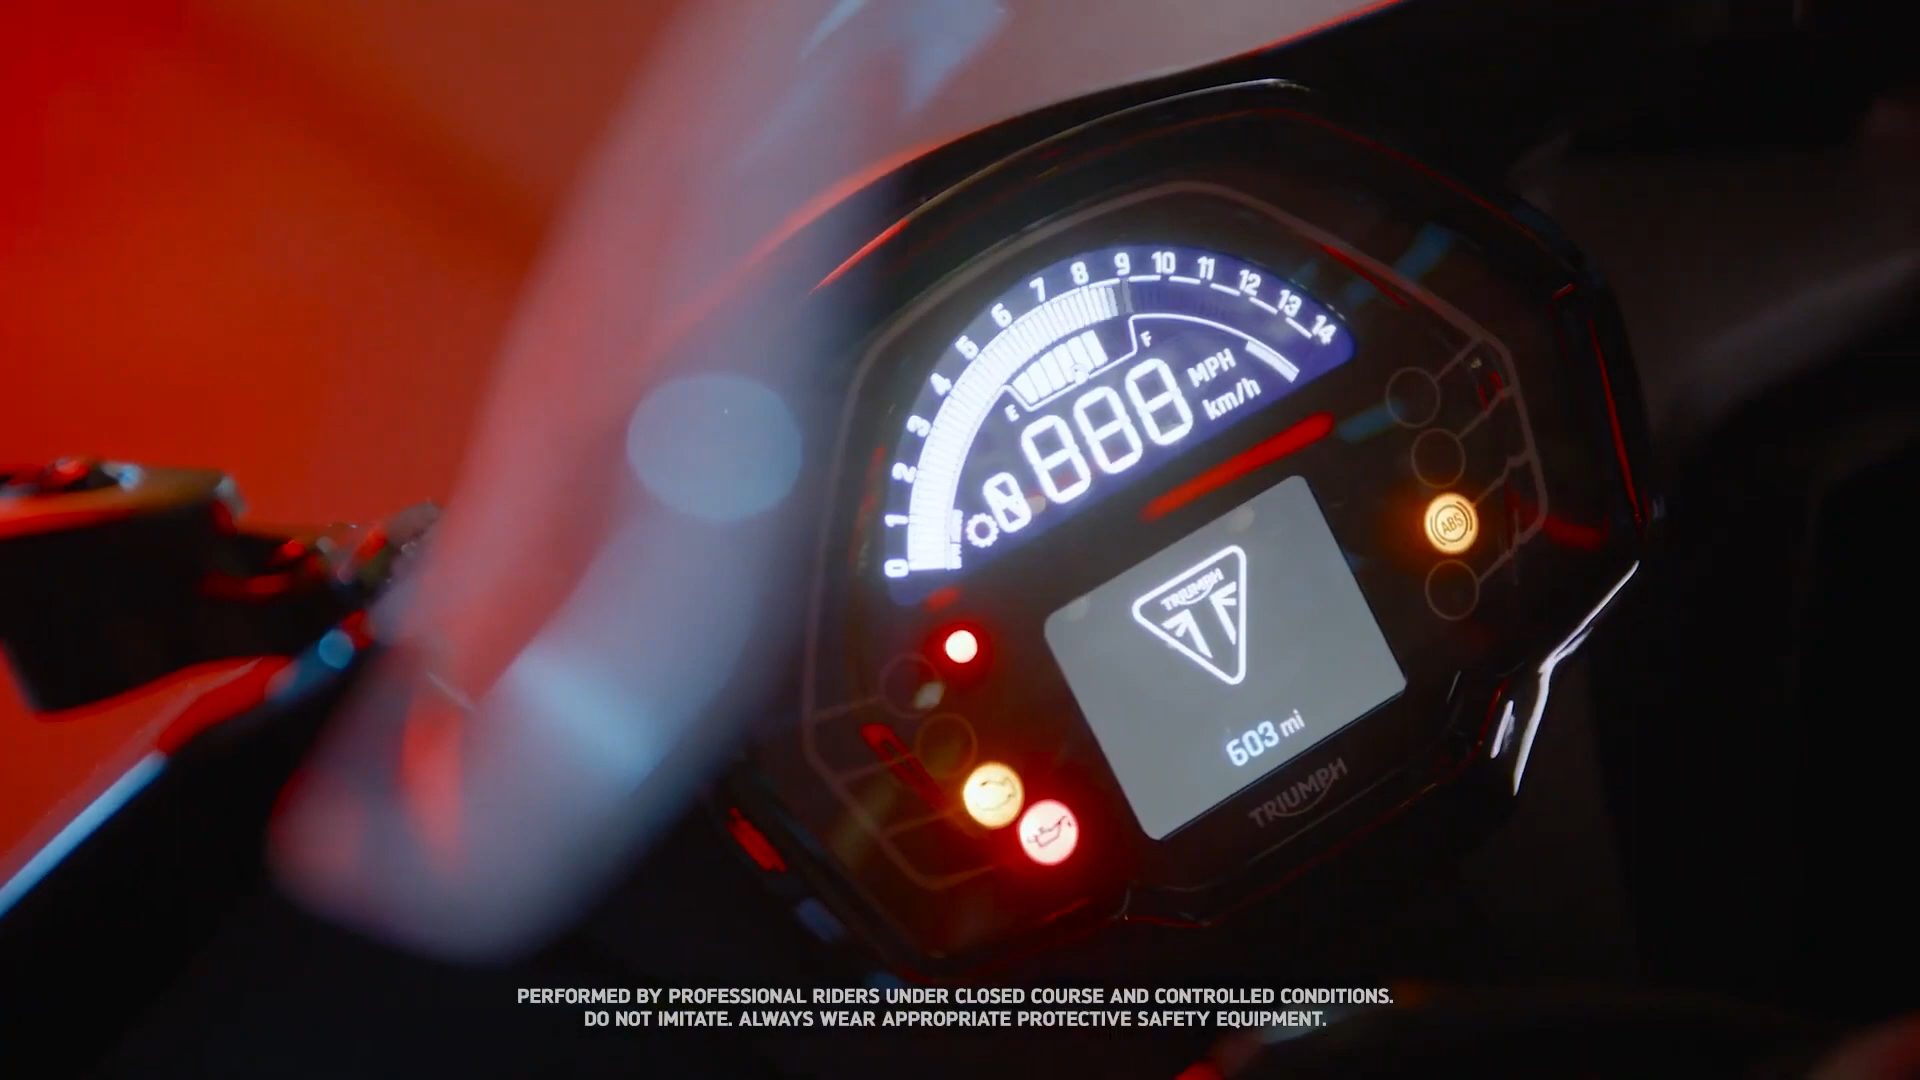 0 1 2 3 4 5 6 7 8 9 10 11 12 13 14
E
F
N
888
MPH
km/h
ABS
TRIUMPH
603 mi
TRIUMPH
PERFORMED BY PROFESSIONAL RIDERS UNDER CLOSED COURSE AND CONTROLLED CONDITIONS.
DO NOT IMITATE. ALWAYS WEAR APPROPRIATE PROTECTIVE SAFETY EQUIPMENT.